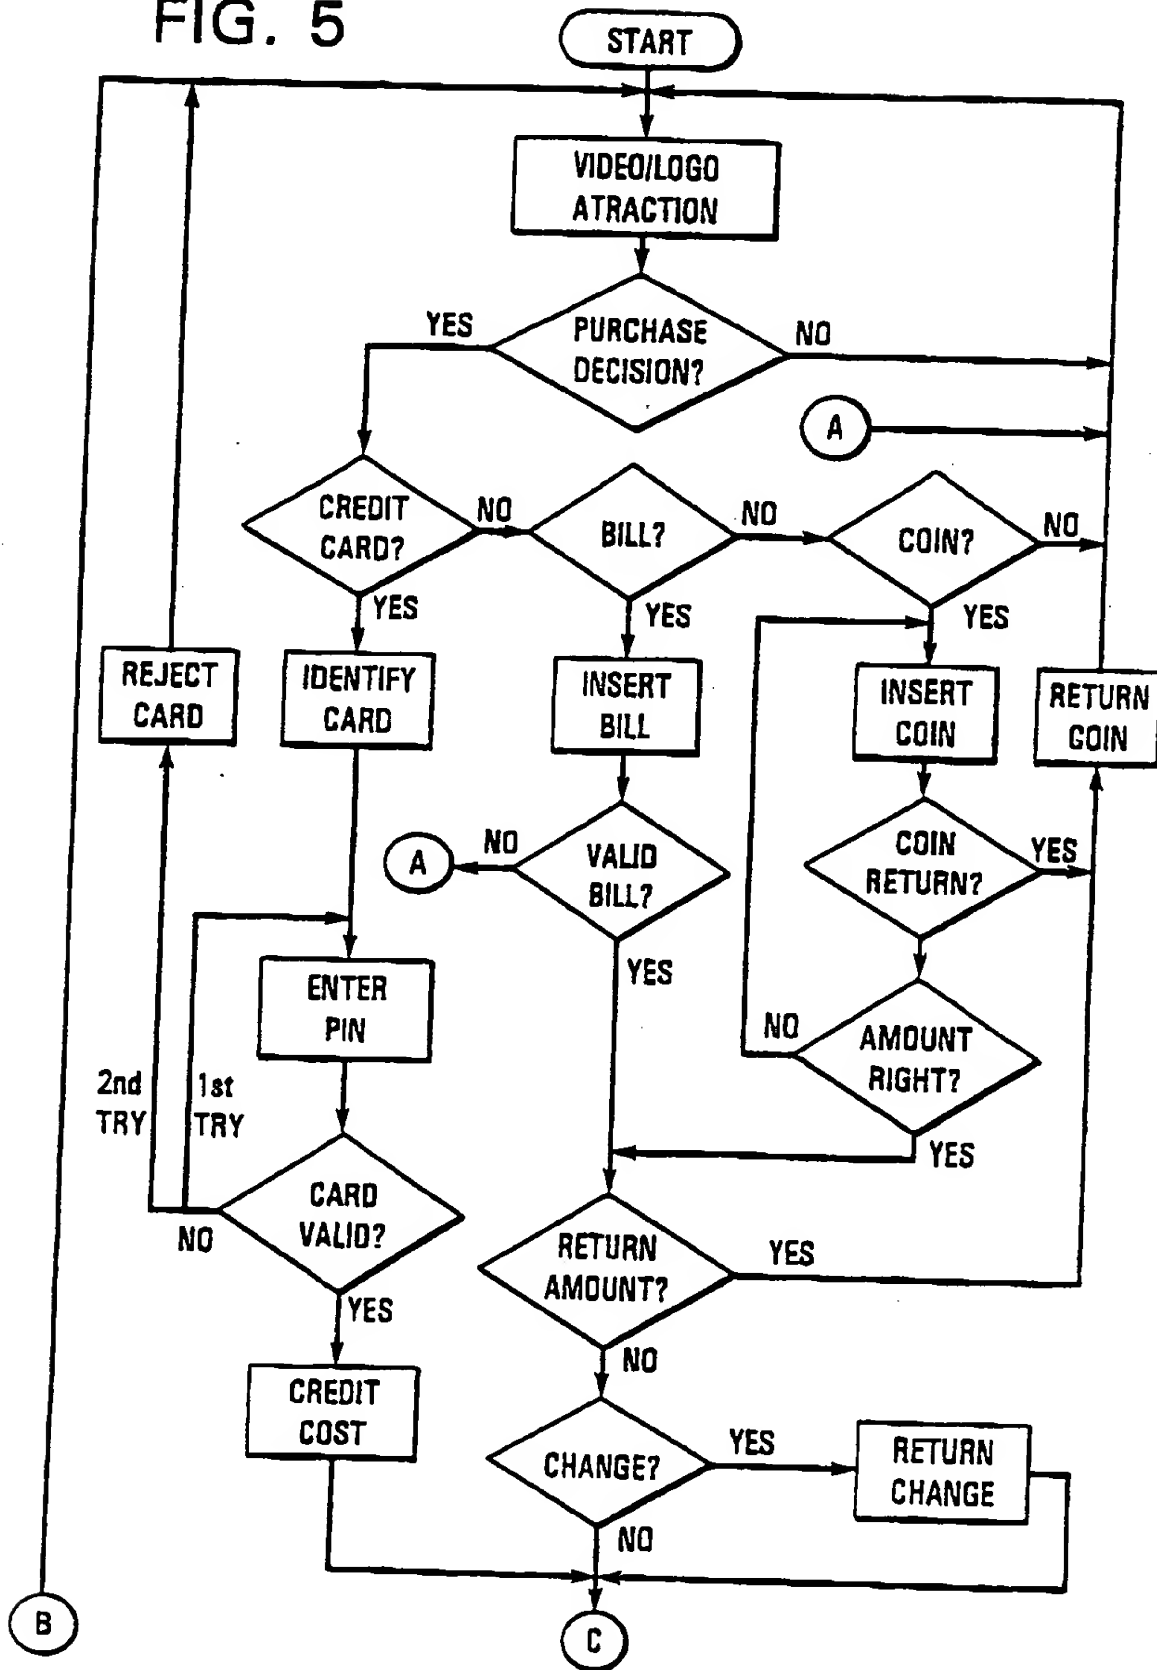 FIG. 5
START
VIDEO/LOGO
ATRACTION
YES
PURCHASE
DECISION?
NO
A
CREDIT
CARD?
NO
BILL?
NO
COIN?
NO
YES
YES
YES
REJECT
CARD
IDENTIFY
CARD
INSERT
BILL
INSERT
COIN
RETURN
GOIN
A
NO
VALID
BILL?
COIN
RETURN?
YES
YES
ENTER
PIN
NO
AMOUNT
RIGHT?
2nd
TRY
1st
TRY
YES
CARD
VALID?
NO
RETURN
AMOUNT?
YES
YES
NO
CREDIT
COST
CHANGE?
YES
RETURN
CHANGE
NO
B
C